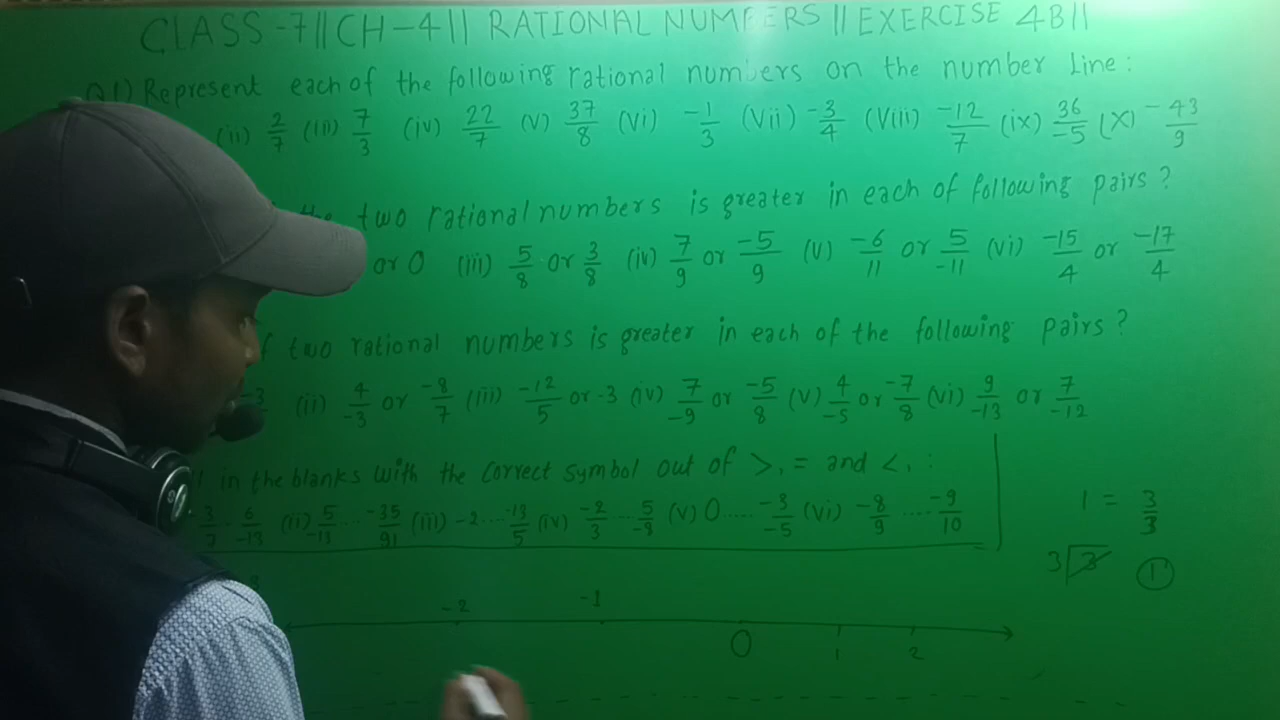 CLASS -7 || CH-4 || RATIONAL NUMBERS || EXERCISE 4B ||
Q1) Represent each of the following rational numbers on the number line:
(ii) 2/7 (iii) 7/3 (iv) 22/7 (v) 37/8 (vi) -1/3 (vii) -3/4 (viii) -12/7 (ix) 36/-5 (x) -43/9
the two rational numbers is greater in each of following pairs?
or 0 (iii) 5/8 or 3/8 (iv) 7/9 or -5/9 (v) -6/11 or 5/-11 (vi) -15/4 or -17/4
two rational numbers is greater in each of the following pairs?
-3 (ii) 4/-3 or -8/7 (iii) -12/5 or -3 (iv) 7/-9 or -5/8 (v) 4/-5 or -7/8 (vi) 9/-13 or 7/-12
in the blanks with the correct symbol out of >, = and <, :
3/7 .. 6/-13 (ii) 5/-13 .... -35/91 (iii) -2 .... -13/5 (iv) -2/3 .... 5/-8 (v) 0 ..... -3/-5 (vi) -8/9 ..... -9/10
1 = 3/3
3 3 1
-2 -1
0 1 2